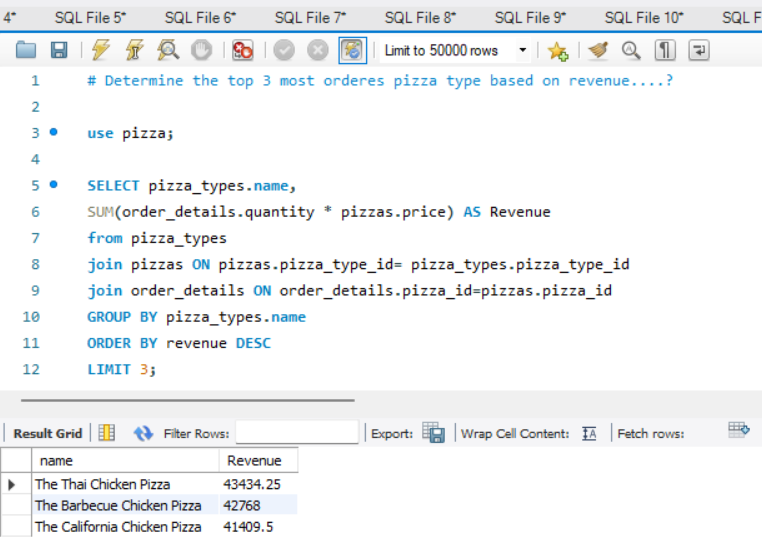 4* SQL File 5* SQL File 6* SQL File 7* SQL File 8* SQL File 9* SQL File 10* SQL F
Limit to 50000 rows
1 # Determine the top 3 most orderes pizza type based on revenue....?
2
3 use pizza;
4
5 SELECT pizza_types.name,
6 SUM(order_details.quantity * pizzas.price) AS Revenue
7 from pizza_types
8 join pizzas ON pizzas.pizza_type_id= pizza_types.pizza_type_id
9 join order_details ON order_details.pizza_id=pizzas.pizza_id
10 GROUP BY pizza_types.name
11 ORDER BY revenue DESC
12 LIMIT 3;
Result Grid Filter Rows: Export: Wrap Cell Content: IA Fetch rows:
name Revenue
The Thai Chicken Pizza 43434.25
The Barbecue Chicken Pizza 42768
The California Chicken Pizza 41409.5